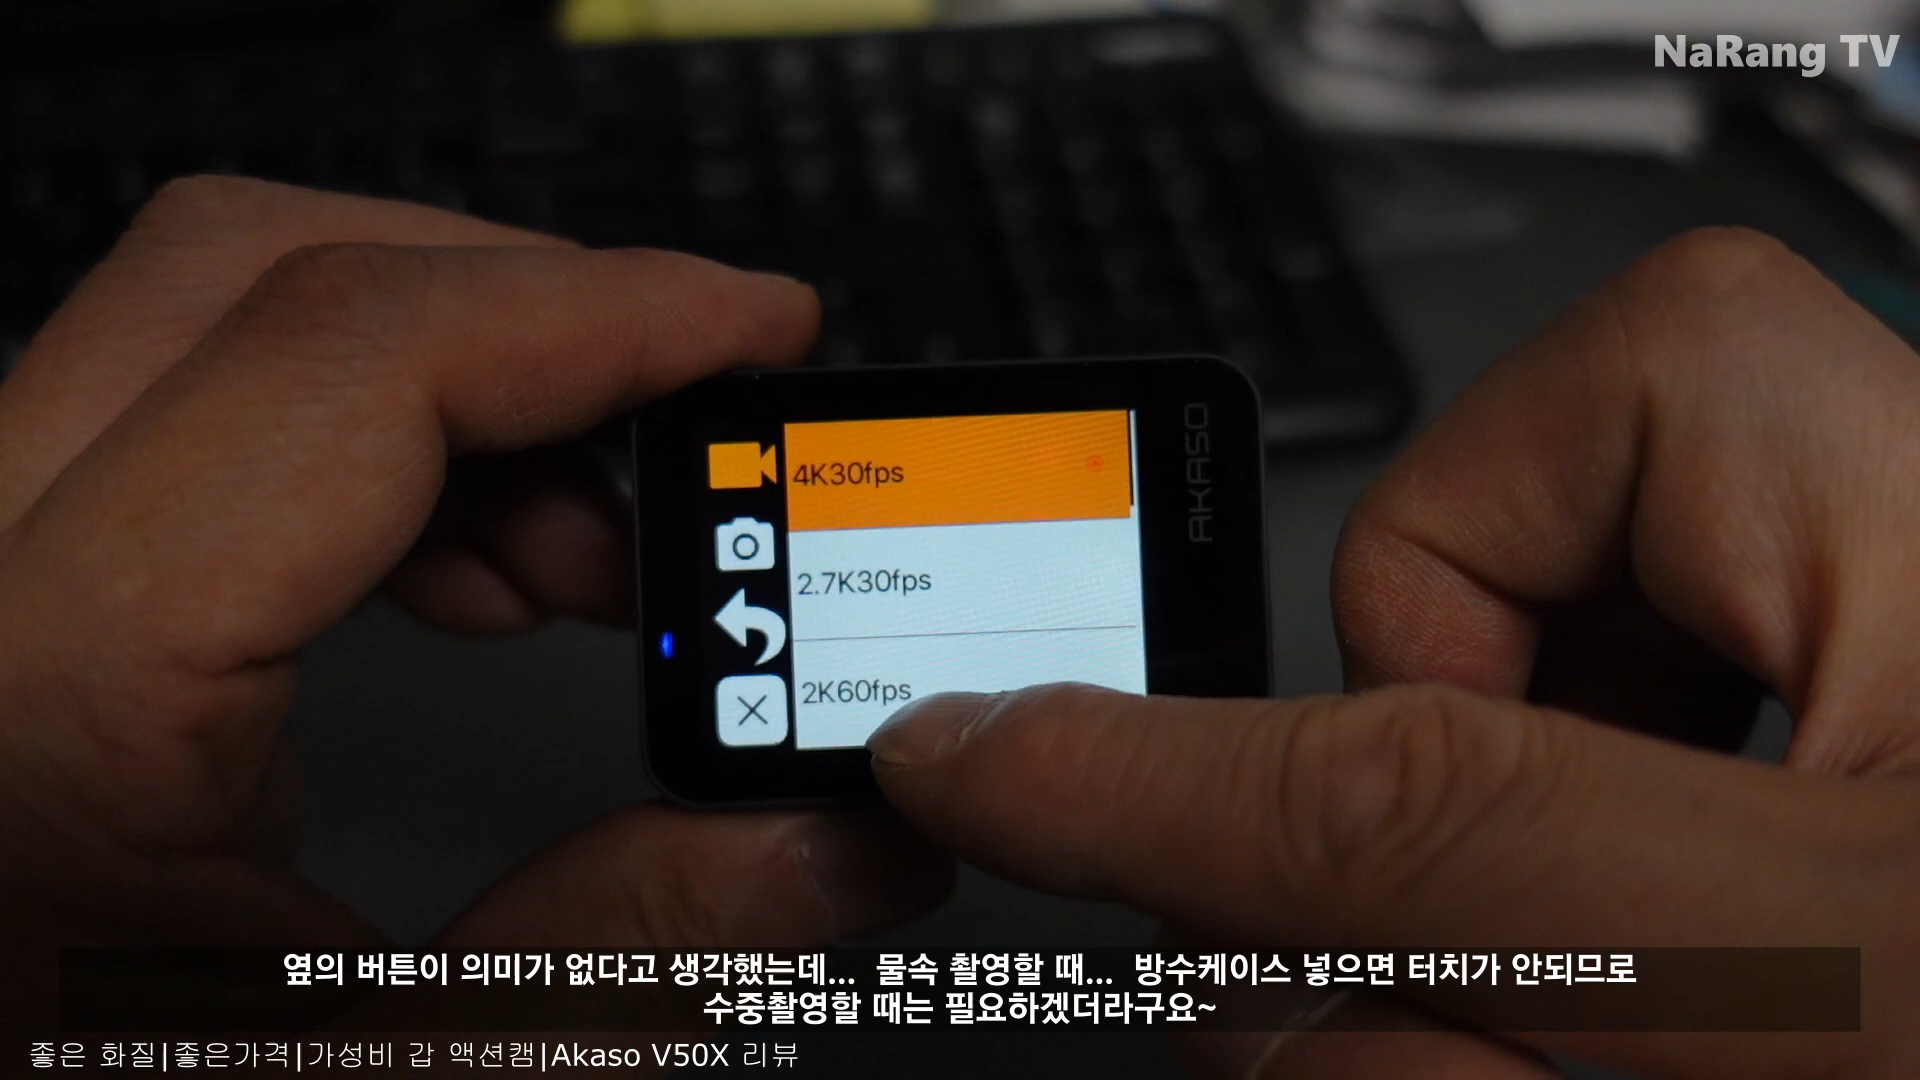 NaRang TV
AKASO
4K30fps
2.7K30fps
2K60fps
옆의 버튼이 의미가 없다고 생각했는데... 물속 촬영할 때... 방수케이스 넣으면 터치가 안되므로
수중촬영할 때는 필요하겠더라구요~
좋은 화질|좋은가격|가성비 갑 액션캠|Akaso V50X 리뷰